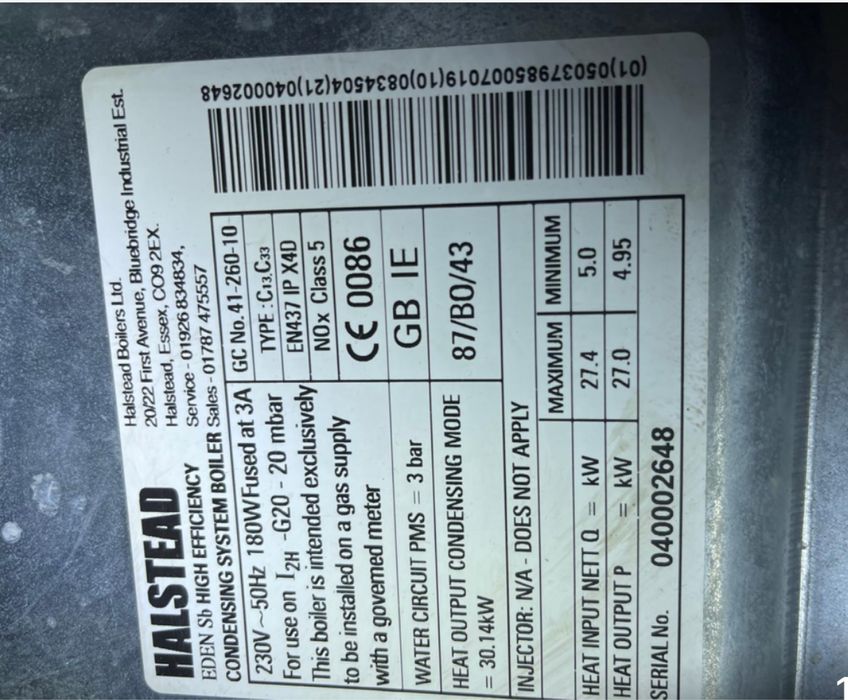 HALSTEAD
Halstead Boilers Ltd.
20/22 First Avenue, Bluebridge Industrial Est.
Halstead, Essex, CO9 2EX.
EDEN Sb HIGH EFFICIENCY Service - 01926 834834,
CONDENSING SYSTEM BOILER Sales - 01787 475557
230V~50Hz 180W Fused at 3A GC No. 41-260-10
For use on I2H -G20 - 20 mbar TYPE : C13,C33
This boiler is intended exclusively EN437 IP X4D
to be installed on a gas supply NOx Class 5
with a governed meter CE 0086
WATER CIRCUIT PMS = 3 bar GB IE
HEAT OUTPUT CONDENSING MODE 87/BO/43
= 30.14kW
INJECTOR: N/A - DOES NOT APPLY
MAXIMUM MINIMUM
HEAT INPUT NETT Q = kW 27.4 5.0
HEAT OUTPUT P = kW 27.0 4.95
SERIAL No. 040002648
(01)05037985007019(10)0834504(21)040002648